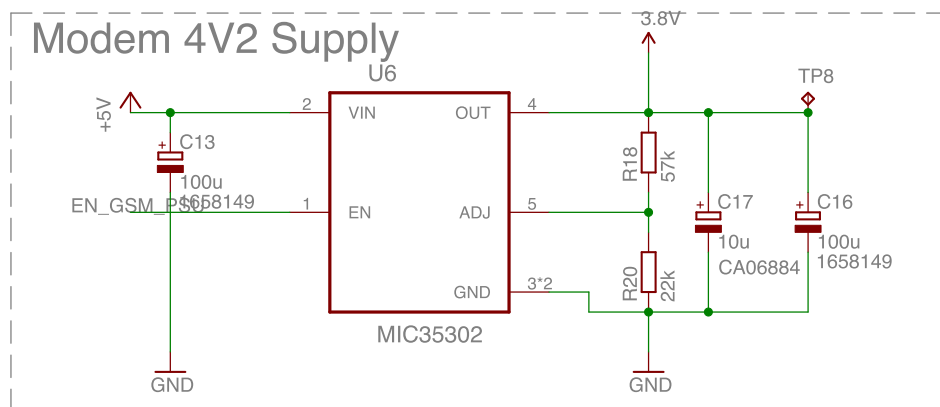 Modem 4V2 Supply
3.8V
U6
TP8
+5V
2
VIN
OUT
4
+
C13
100u
1658149
R18
57k
EN_GSM_PSU
1
EN
ADJ
5
+
C17
10u
CA06884
+
C16
100u
1658149
R20
22k
GND
3*2
MIC35302
GND
GND